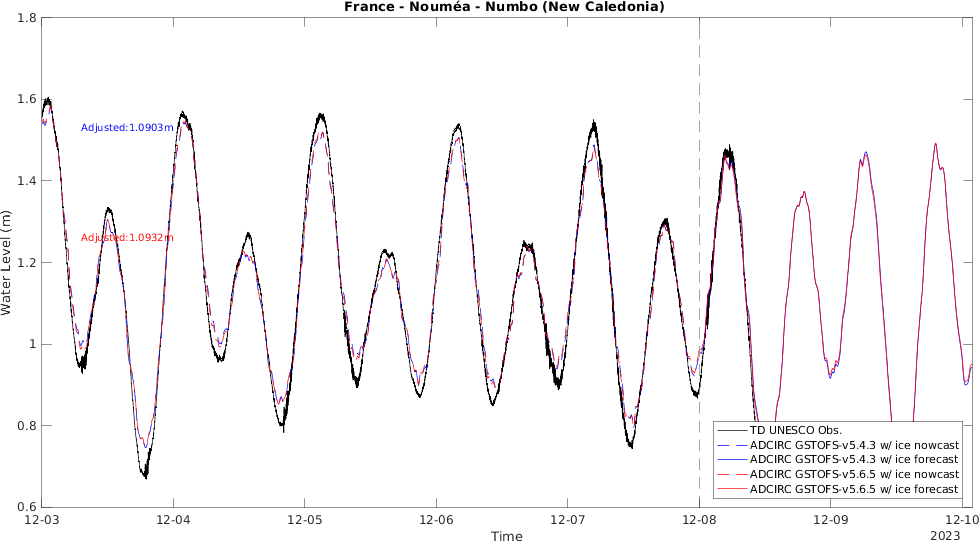 France - Nouméa - Numbo (New Caledonia)
1.8
1.6
1.4
1.2
1
0.8
0.6
Water Level (m)
Adjusted:1.0903m
Adjusted:1.0932m
TD UNESCO Obs.
ADCIRC GSTOFS-v5.4.3 w/ ice nowcast
ADCIRC GSTOFS-v5.4.3 w/ ice forecast
ADCIRC GSTOFS-v5.6.5 w/ ice nowcast
ADCIRC GSTOFS-v5.6.5 w/ ice forecast
12-03 12-04 12-05 12-06 12-07 12-08 12-09 12-10
Time
2023